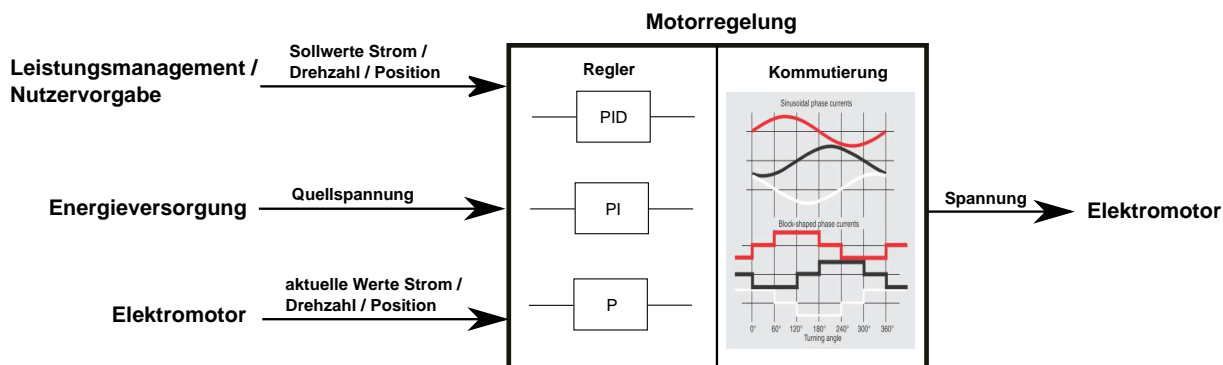 Motorregelung
Leistungsmanagement /
Nutzervorgabe
Sollwerte Strom /
Drehzahl / Position
Energieversorgung
Quellspannung
Elektromotor
aktuelle Werte Strom /
Drehzahl / Position
Regler
PID
PI
P
Kommutierung
Sinusoidal phase currents
Block-shaped phase currents
0° 60° 120° 180° 240° 300° 360°
Turning angle
Spannung
Elektromotor